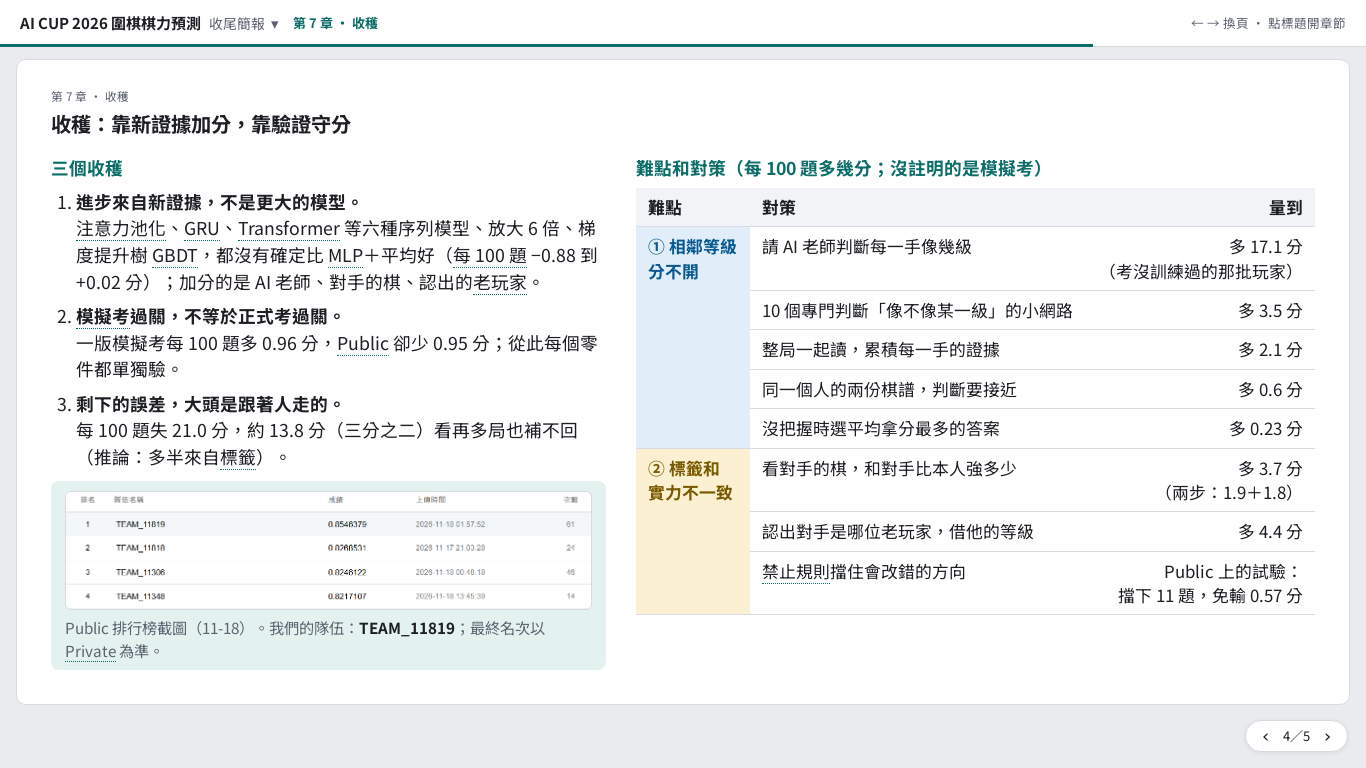 AI CUP 2026 圍棋棋力預測 收尾簡報 ▼ 第 7 章 · 收穫
← → 換頁 · 點標題開章節
第 7 章 · 收穫
收穫：靠新證據加分，靠驗證守分
三個收穫
1. 進步來自新證據，不是更大的模型。
注意力池化、GRU、Transformer 等六種序列模型、放大 6 倍、梯
度提升樹 GBDT，都沒有確定比 MLP＋平均好（每 100 題 −0.88 到
+0.02 分）；加分的是 AI 老師、對手的棋、認出的老玩家。
2. 模擬考過關，不等於正式考過關。
一版模擬考每 100 題多 0.96 分，Public 卻少 0.95 分；從此每個零
件都單獨驗。
3. 剩下的誤差，大頭是跟著人走的。
每 100 題失 21.0 分，約 13.8 分（三分之二）看再多局也補不回
（推論：多半來自標籤）。
排名 隊伍名稱 成績 上傳時間 次數
1 TEAM_11819 0.8546379 2026-11-18 01:57:52 61
2 TEAM_11818 0.8268531 2026-11-17 21:03:28 24
3 TEAM_11306 0.8246122 2026-11-18 00:48:18 46
4 TEAM_11348 0.8217107 2026-11-18 13:45:39 14
Public 排行榜截圖（11-18）。我們的隊伍：TEAM_11819；最終名次以
Private 為準。
難點和對策（每 100 題多幾分；沒註明的是模擬考）
難點 對策 量到
① 相鄰等級
分不開
請 AI 老師判斷每一手像幾級 多 17.1 分
（考沒訓練過的那批玩家）
10 個專門判斷「像不像某一級」的小網路 多 3.5 分
整局一起讀，累積每一手的證據 多 2.1 分
同一個人的兩份棋譜，判斷要接近 多 0.6 分
沒把握時選平均拿分最多的答案 多 0.23 分
② 標籤和
實力不一致
看對手的棋，和對手比本人強多少 多 3.7 分
（兩步：1.9＋1.8）
認出對手是哪位老玩家，借他的等級 多 4.4 分
禁止規則擋住會改錯的方向 Public 上的試驗：
擋下 11 題，免輸 0.57 分
‹ 4／5 ›